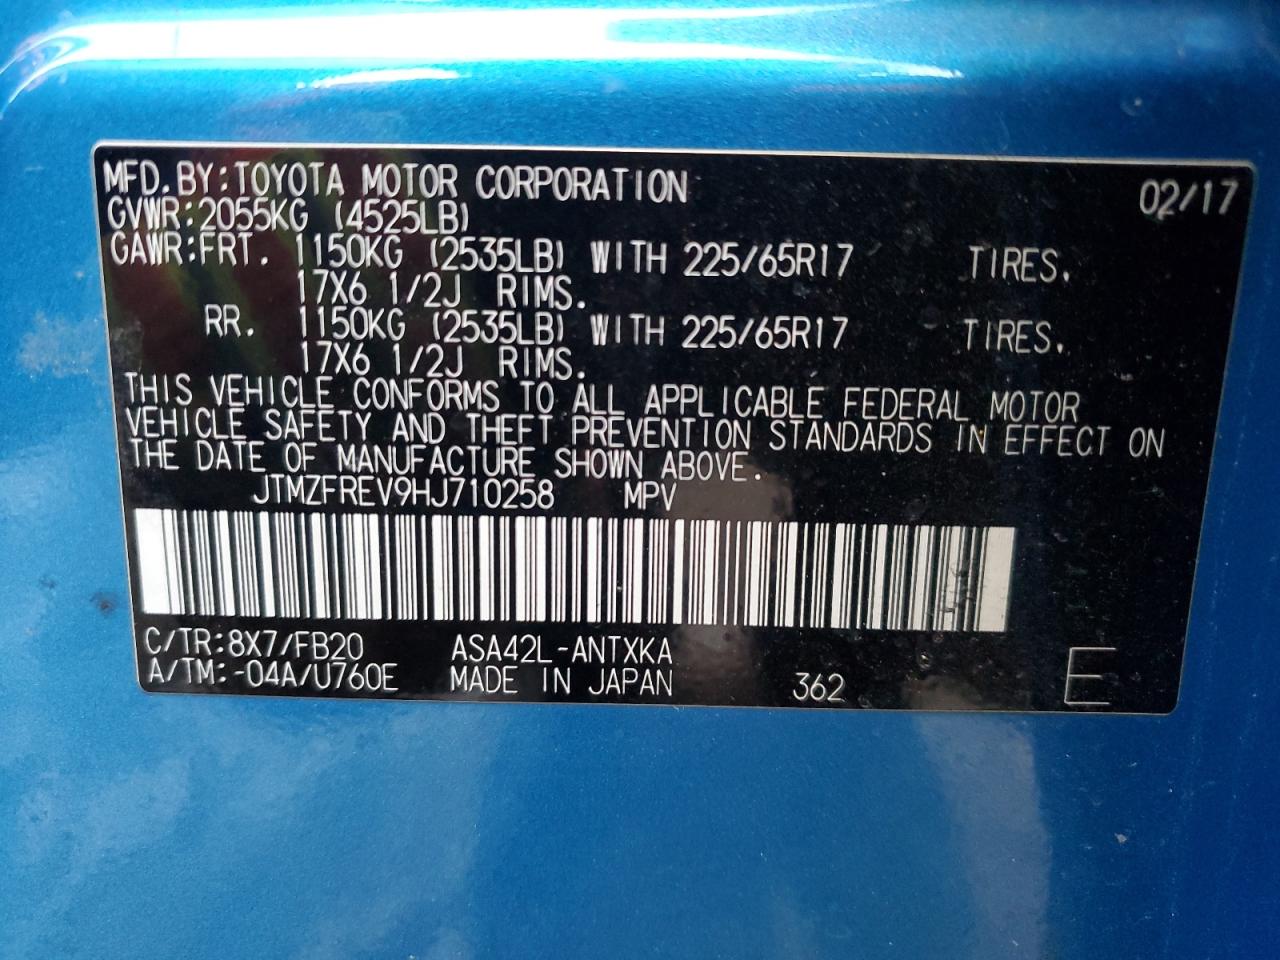 MFD.BY:TOYOTA MOTOR CORPORATION 02/17
GVWR:2055KG (4525LB)
GAWR:FRT. 1150KG (2535LB) WITH 225/65R17 TIRES.
17X6 1/2J RIMS.
RR. 1150KG (2535LB) WITH 225/65R17 TIRES.
17X6 1/2J RIMS.
THIS VEHICLE CONFORMS TO ALL APPLICABLE FEDERAL MOTOR
VEHICLE SAFETY AND THEFT PREVENTION STANDARDS IN EFFECT ON
THE DATE OF MANUFACTURE SHOWN ABOVE.
JTMZFREV9HJ710258 MPV
C/TR:8X7/FB20 ASA42L-ANTXKA
A/TM:-04A/U760E MADE IN JAPAN 362 E